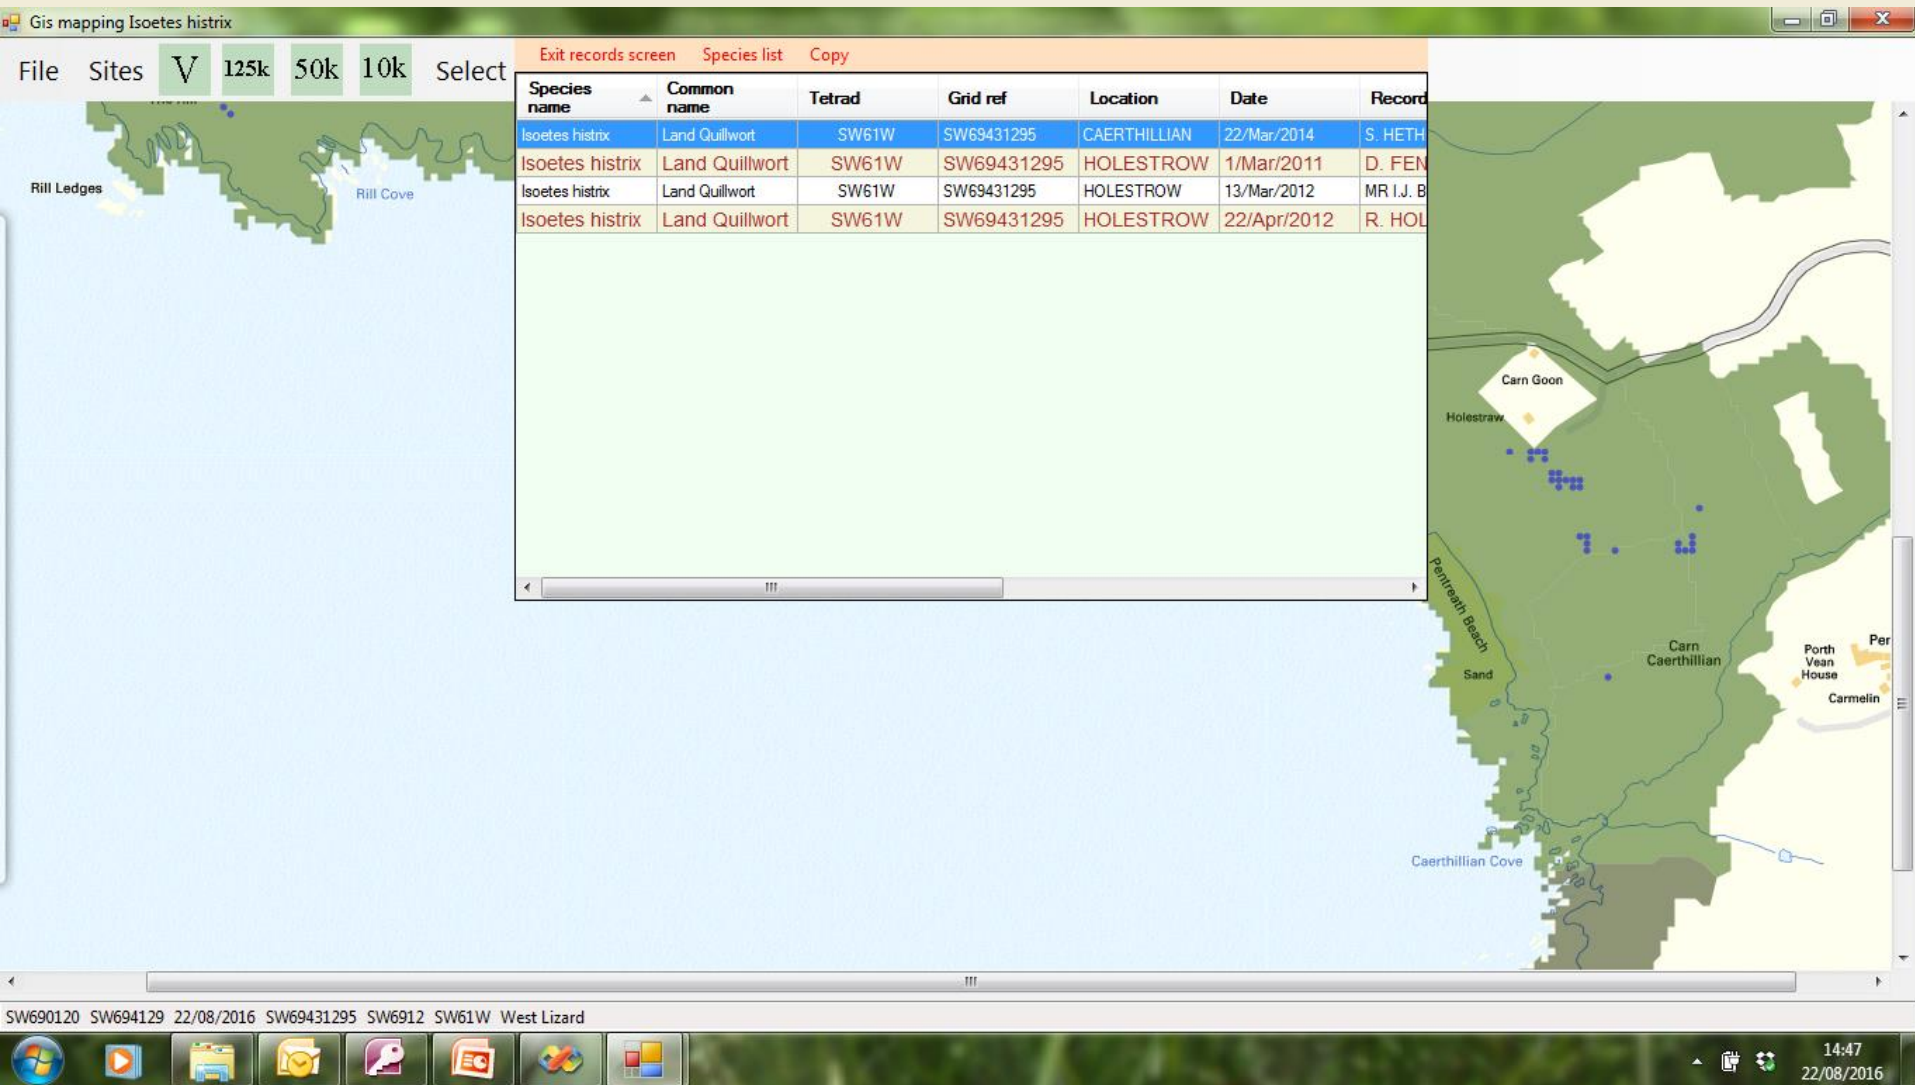 Gis mapping Isoetes histrix
File Sites V 125k 50k 10k Select
Exit records screen Species list Copy
Species name Common name Tetrad Grid ref Location Date Record
Isoetes histrix Land Quillwort SW61W SW69431295 CAERTHILLIAN 22/Mar/2014 S. HETH
Isoetes histrix Land Quillwort SW61W SW69431295 HOLESTROW 1/Mar/2011 D. FEN
Isoetes histrix Land Quillwort SW61W SW69431295 HOLESTROW 13/Mar/2012 MR I.J. B
Isoetes histrix Land Quillwort SW61W SW69431295 HOLESTROW 22/Apr/2012 R. HOL
Rill Ledges
Rill Cove
Carn Goon
Holestraw
Pentreath Beach
Sand
Carn
Caerthillian
Porth
Vean
House
Per
Carmelin
Caerthillian Cove
SW690120 SW694129 22/08/2016 SW69431295 SW6912 SW61W West Lizard
14:47
22/08/2016